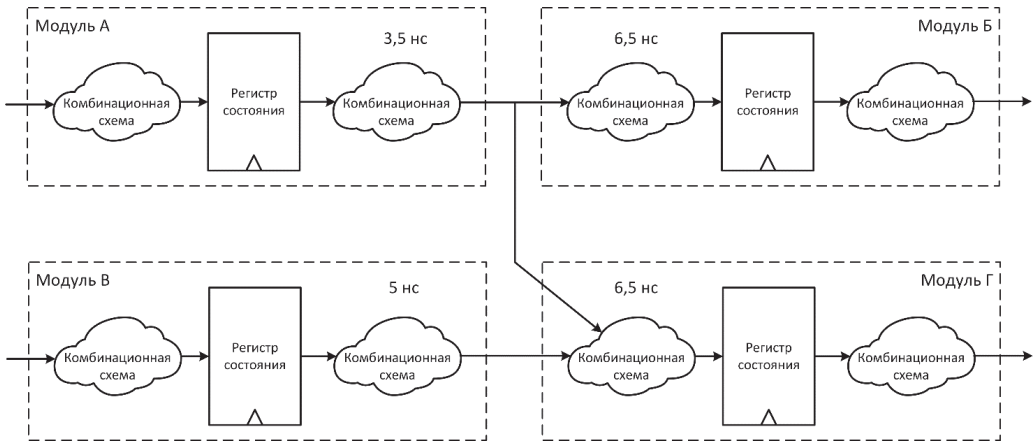 Модуль А
3,5 нс
6,5 нс
Модуль Б
Комбинационная
схема
Регистр
состояния
Комбинационная
схема
Комбинационная
схема
Регистр
состояния
Комбинационная
схема
Модуль В
5 нс
6,5 нс
Модуль Г
Комбинационная
схема
Регистр
состояния
Комбинационная
схема
Комбинационная
схема
Регистр
состояния
Комбинационная
схема